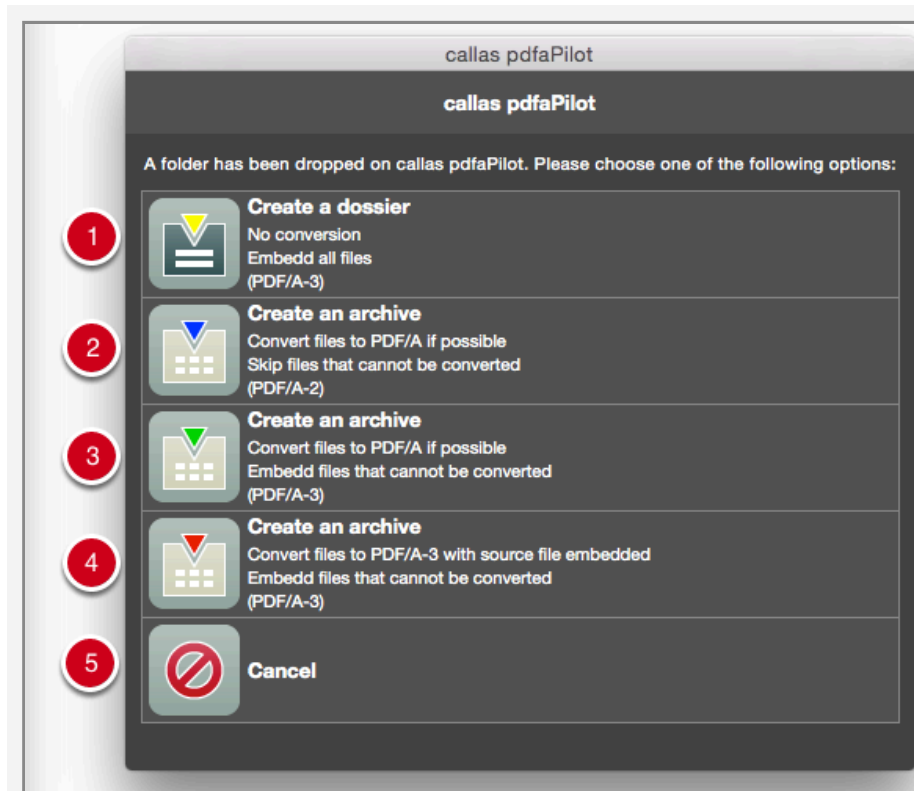 callas pdfaPilot
callas pdfaPilot
A folder has been dropped on callas pdfaPilot. Please choose one of the following options:
1
Create a dossier
No conversion
Embedd all files
(PDF/A-3)
2
Create an archive
Convert files to PDF/A if possible
Skip files that cannot be converted
(PDF/A-2)
3
Create an archive
Convert files to PDF/A if possible
Embedd files that cannot be converted
(PDF/A-3)
4
Create an archive
Convert files to PDF/A-3 with source file embedded
Embedd files that cannot be converted
(PDF/A-3)
5
Cancel